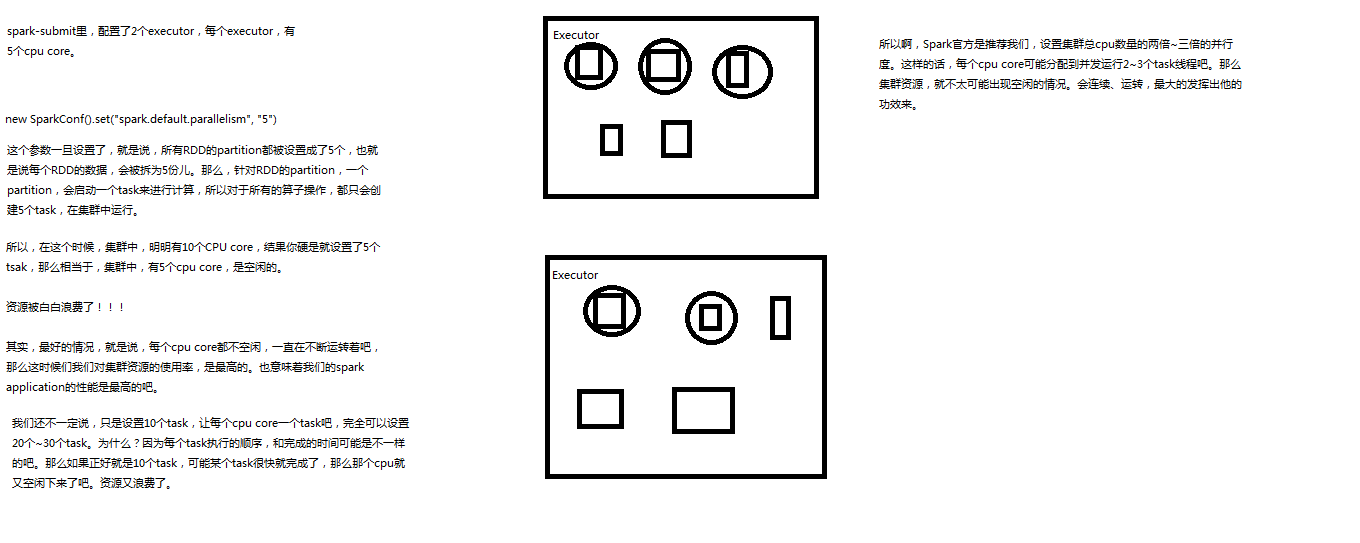 spark-submit里，配置了2个executor，每个executor，有
5个cpu core。
new SparkConf().set("spark.default.parallelism", "5")
这个参数一旦设置了，就是说，所有RDD的partition都被设置成了5个，也就
是说每个RDD的数据，会被拆为5份儿。那么，针对RDD的partition，一个
partition，会启动一个task来进行计算，所以对于所有的算子操作，都只会创
建5个task，在集群中运行。
所以，在这个时候，集群中，明明有10个CPU core，结果你硬是就设置了5个
tsak，那么相当于，集群中，有5个cpu core，是空闲的。
资源被白白浪费了！！！
其实，最好的情况，就是说，每个cpu core都不空闲，一直在不断运转着吧，
那么这时候们我们对集群资源的使用率，是最高的。也意味着我们的spark
application的性能是最高的吧。
我们还不一定说，只是设置10个task，让每个cpu core一个task吧，完全可以设置
20个~30个task。为什么？因为每个task执行的顺序，和完成的时间可能是不一样
的吧。那么如果正好就是10个task，可能某个task很快就完成了，那么那个cpu就
又空闲下来了吧。资源又浪费了。
Executor
Executor
所以啊，Spark官方是推荐我们，设置集群总cpu数量的两倍~三倍的并行
度。这样的话，每个cpu core可能分配到并发运行2~3个task线程吧。那么
集群资源，就不太可能出现空闲的情况。会连续、运转，最大的发挥出他的
功效来。